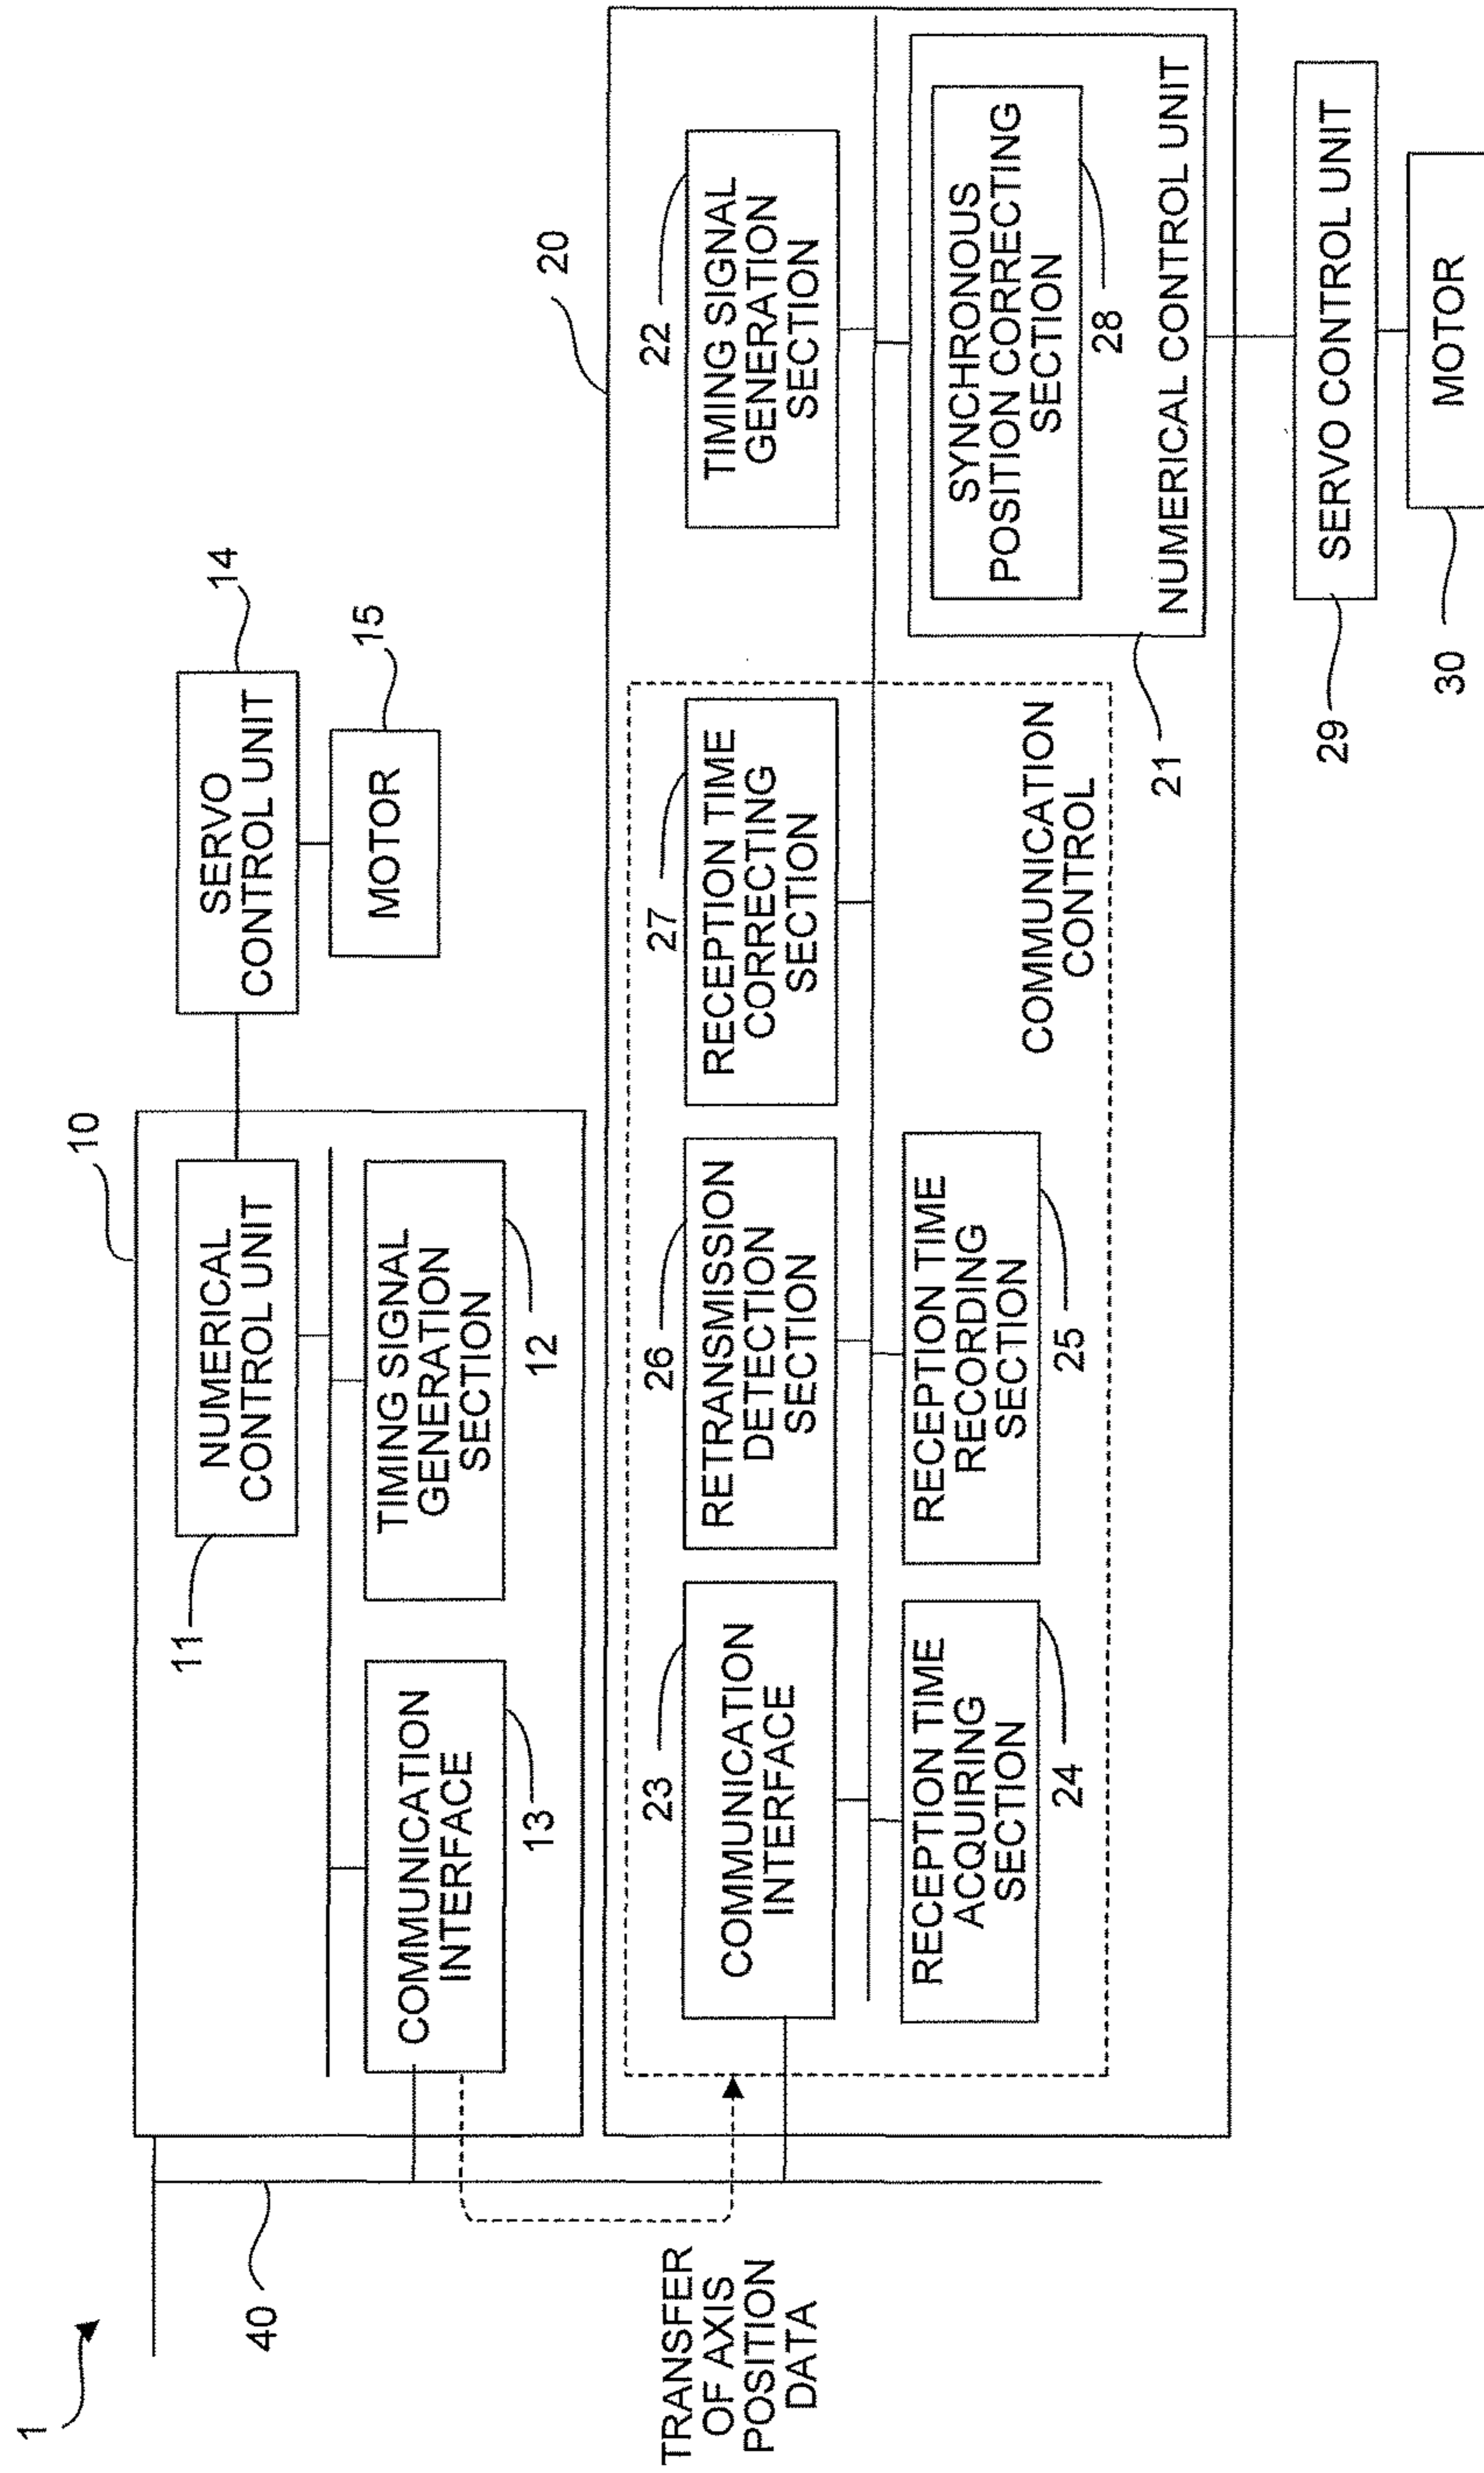 1
40
10
11
NUMERICAL
CONTROL UNIT
SERVO
CONTROL UNIT
14
MOTOR
15
COMMUNICATION
INTERFACE
13
TIMING SIGNAL
GENERATION
SECTION
12
TRANSFER
OF AXIS
POSITION
DATA
20
23
COMMUNICATION
INTERFACE
26
RETRANSMISSION
DETECTION
SECTION
27
RECEPTION TIME
CORRECTING
SECTION
22
TIMING SIGNAL
GENERATION
SECTION
RECEPTION TIME
ACQUIRING
SECTION
24
RECEPTION TIME
RECORDING
SECTION
25
COMMUNICATION
CONTROL
SYNCHRONOUS
POSITION CORRECTING
SECTION
28
NUMERICAL CONTROL UNIT
21
SERVO CONTROL UNIT
29
MOTOR
30